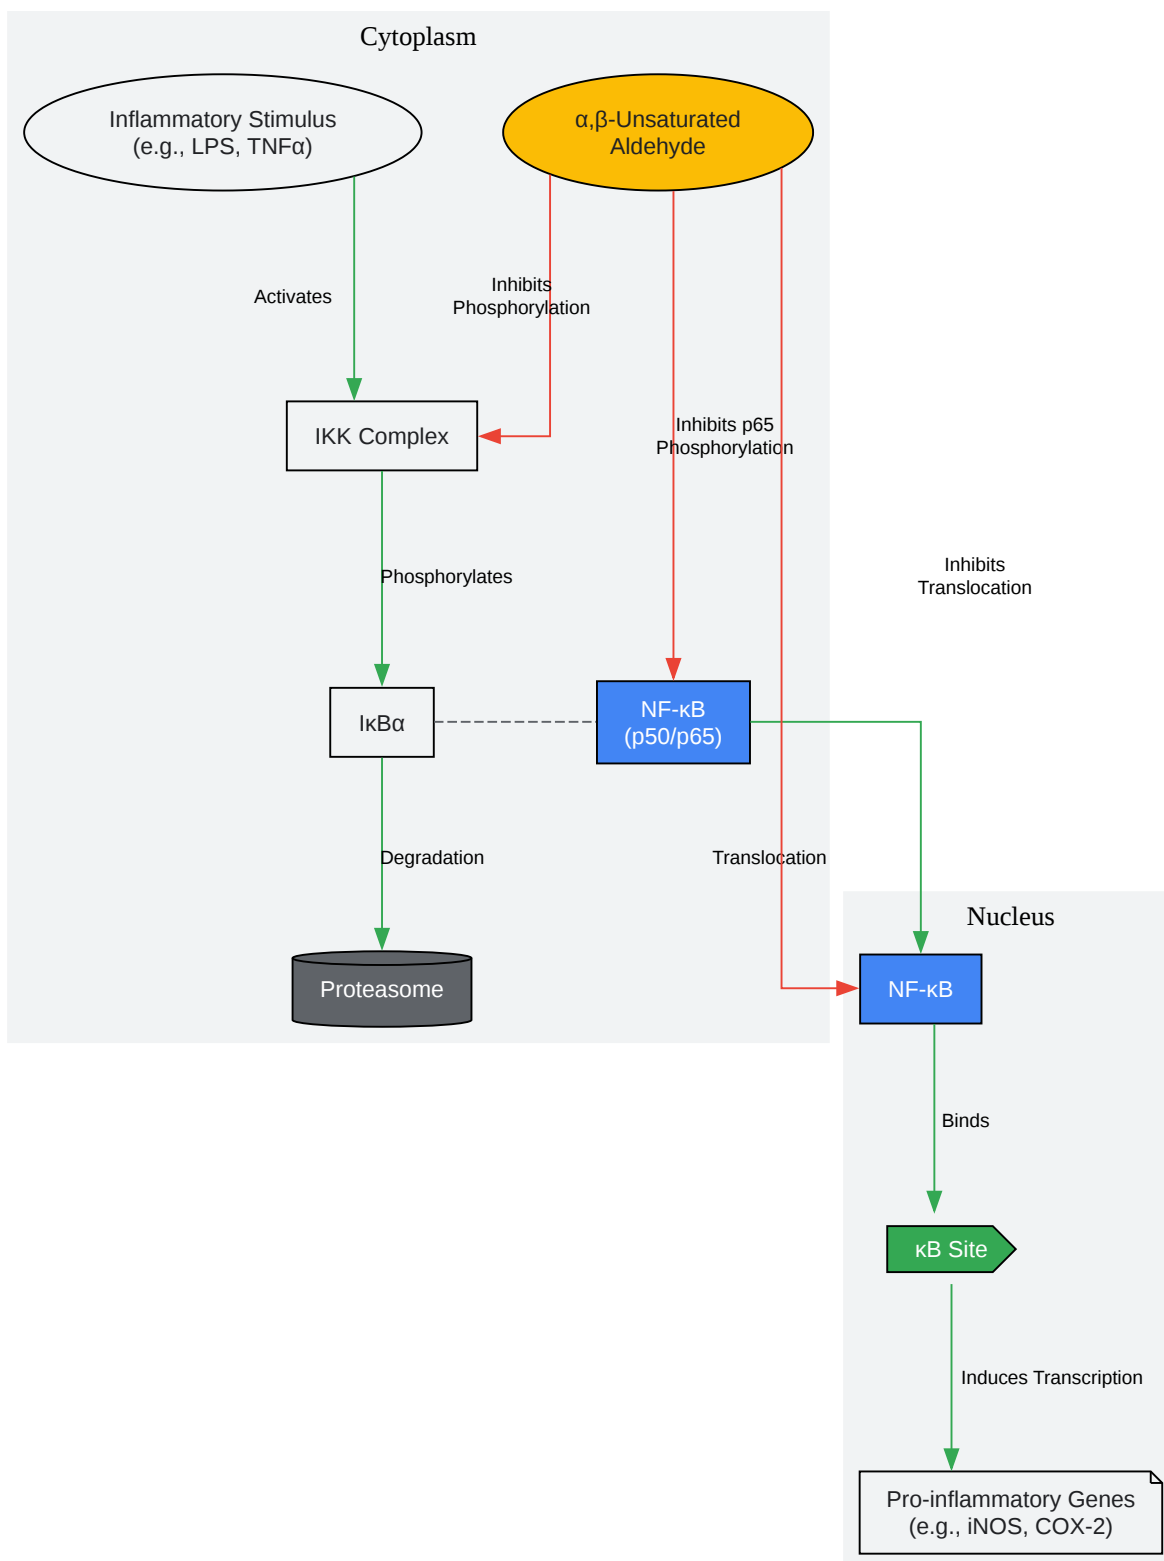 Cytoplasm
Inflammatory Stimulus
(e.g., LPS, TNFα)
α,β-Unsaturated
Aldehyde
Activates
Inhibits
Phosphorylation
IKK Complex
Inhibits p65
Phosphorylation
Phosphorylates
Inhibits
Translocation
IκBα
NF-κB
(p50/p65)
Degradation
Translocation
Nucleus
Proteasome
NF-κB
Binds
κB Site
Induces Transcription
Pro-inflammatory Genes
(e.g., iNOS, COX-2)